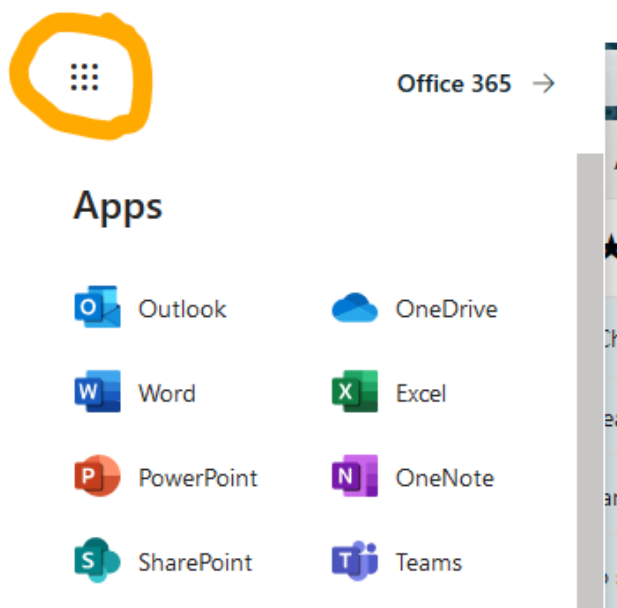 Office 365 →
Apps
Outlook OneDrive
Word Excel
PowerPoint OneNote
SharePoint Teams